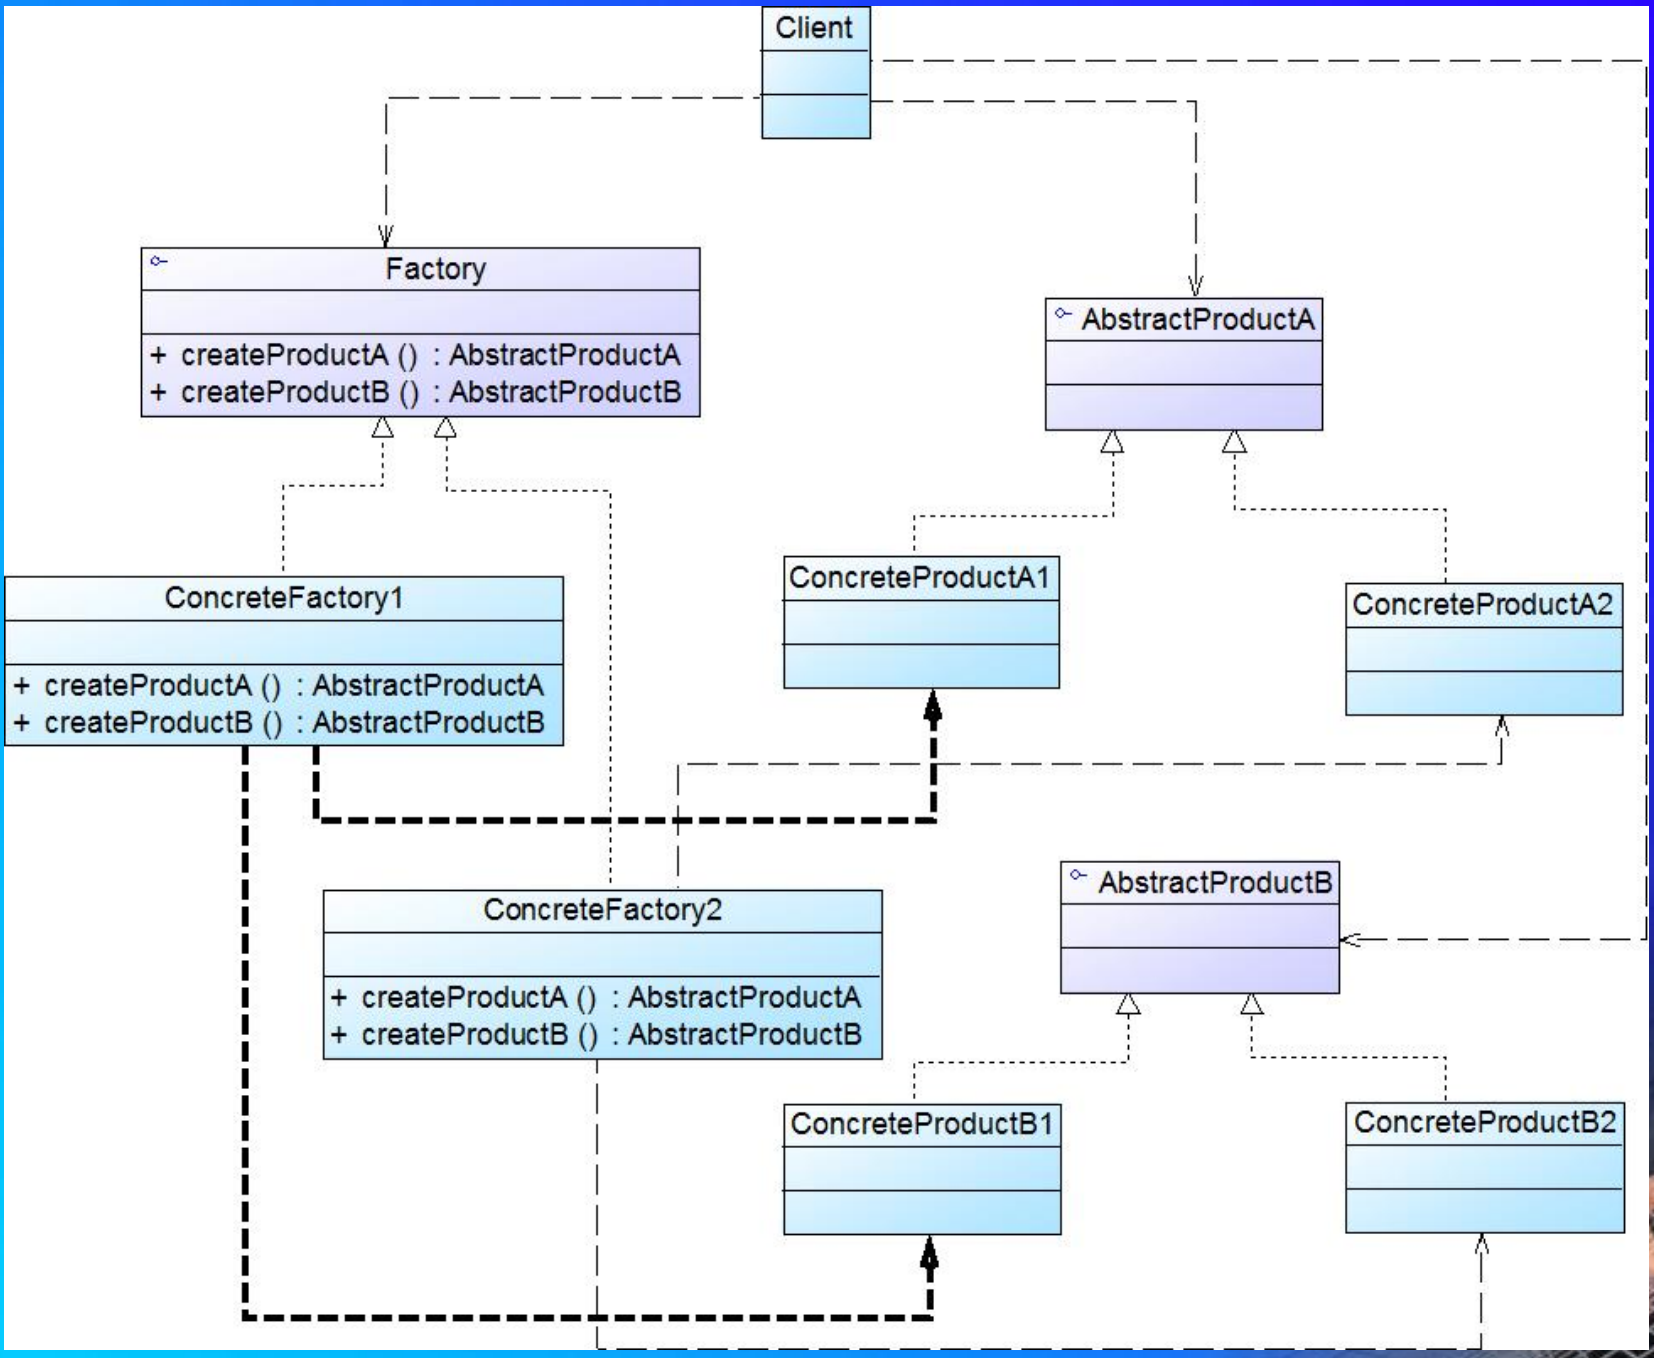 Client
Factory
+ createProductA () : AbstractProductA
+ createProductB () : AbstractProductB
AbstractProductA
ConcreteProductA1
ConcreteFactory1
ConcreteProductA2
+ createProductA () : AbstractProductA
+ createProductB () : AbstractProductB
AbstractProductB
ConcreteFactory2
+ createProductA () : AbstractProductA
+ createProductB () : AbstractProductB
ConcreteProductB1
ConcreteProductB2